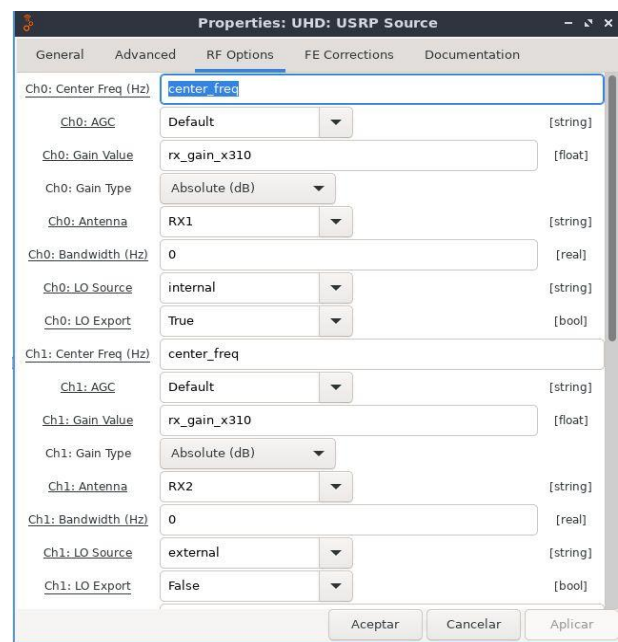 Properties: UHD: USRP Source
General Advanced RF Options FE Corrections Documentation
Ch0: Center Freq (Hz) center_freq
Ch0: AGC Default [string]
Ch0: Gain Value rx_gain_x310 [float]
Ch0: Gain Type Absolute (dB)
Ch0: Antenna RX1 [string]
Ch0: Bandwidth (Hz) 0 [real]
Ch0: LO Source internal [string]
Ch0: LO Export True [bool]
Ch1: Center Freq (Hz) center_freq
Ch1: AGC Default [string]
Ch1: Gain Value rx_gain_x310 [float]
Ch1: Gain Type Absolute (dB)
Ch1: Antenna RX2 [string]
Ch1: Bandwidth (Hz) 0 [real]
Ch1: LO Source external [string]
Ch1: LO Export False [bool]
Aceptar Cancelar Aplicar